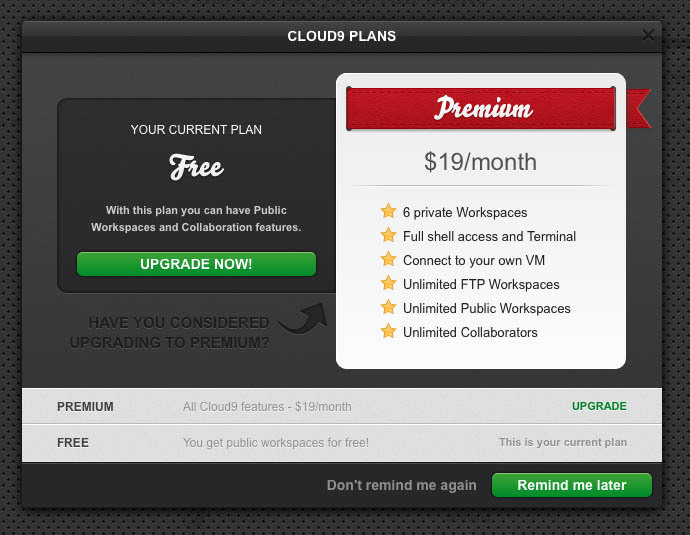 CLOUD9 PLANS
YOUR CURRENT PLAN
Free
With this plan you can have Public
Workspaces and Collaboration features.
UPGRADE NOW!
HAVE YOU CONSIDERED
UPGRADING TO PREMIUM?
Premium
$19/month
6 private Workspaces
Full shell access and Terminal
Connect to your own VM
Unlimited FTP Workspaces
Unlimited Public Workspaces
Unlimited Collaborators
PREMIUM All Cloud9 features - $19/month UPGRADE
FREE You get public workspaces for free! This is your current plan
Don't remind me again Remind me later